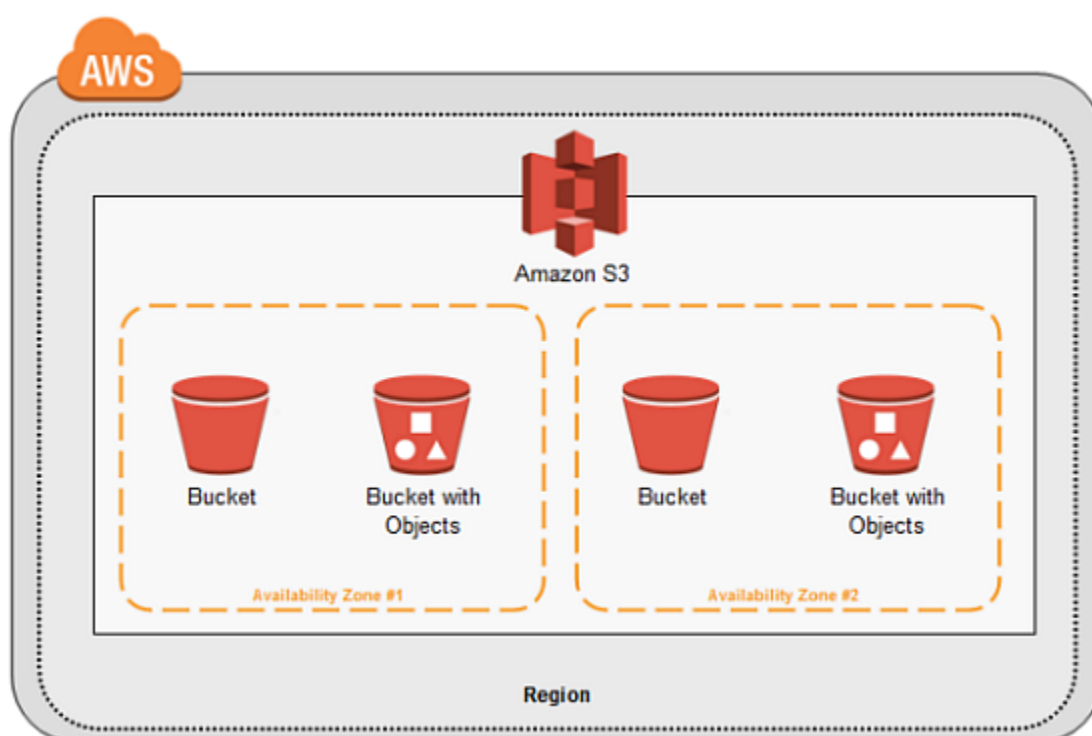 AWS
Amazon S3
Bucket
Bucket with
Objects
Bucket
Bucket with
Objects
Availability Zone #1
Availability Zone #2
Region